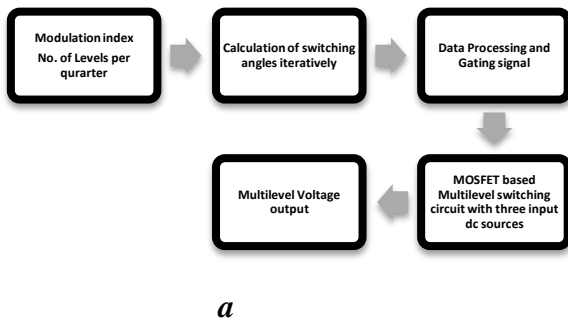 Modulation index
No. of Levels per
qurarter
Calculation of switching
angles iteratively
Data Processing and
Gating signal
MOSFET based
Multilevel switching
circuit with three input
dc sources
Multilevel Voltage
output
a